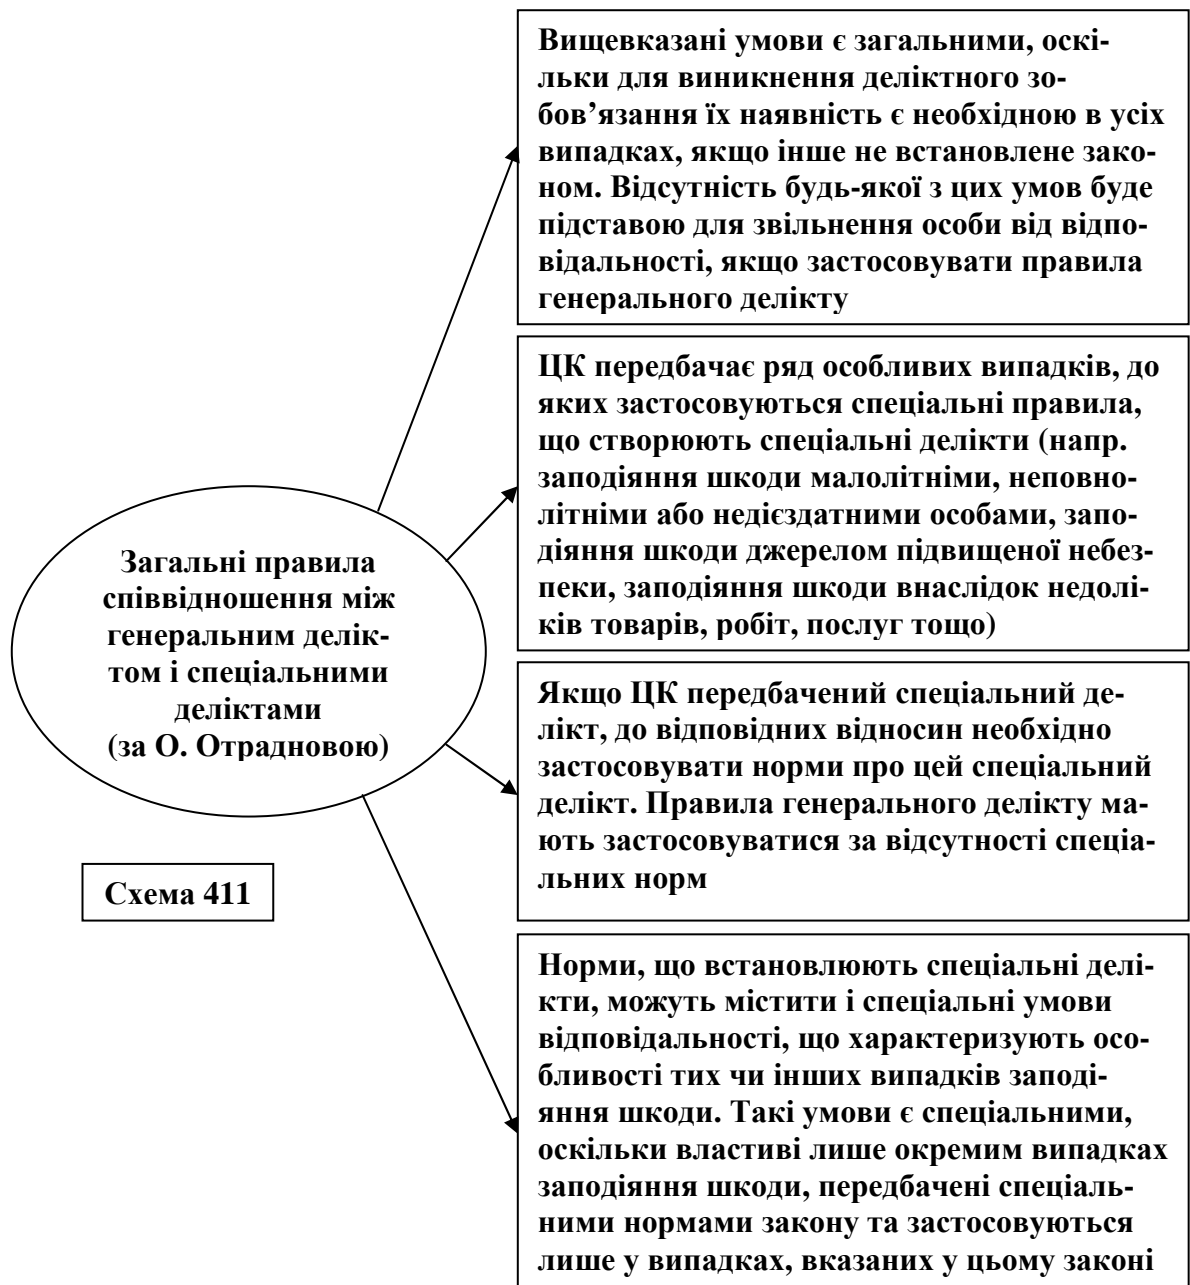 Вищевказані умови є загальними, оскі-
льки для виникнення деліктного зо-
бов’язання їх наявність є необхідною в усіх
випадках, якщо інше не встановлене зако-
ном. Відсутність будь-якої з цих умов буде
підставою для звільнення особи від відпо-
відальності, якщо застосовувати правила
генерального делікту
ЦК передбачає ряд особливих випадків, до
яких застосовуються спеціальні правила,
що створюють спеціальні делікти (напр.
заподіяння шкоди малолітніми, неповно-
літніми або недієздатними особами, запо-
діяння шкоди джерелом підвищеної небез-
пеки, заподіяння шкоди внаслідок недолі-
ків товарів, робіт, послуг тощо)
Загальні правила
співвідношення між
генеральним делік-
том і спеціальними
деліктами
(за О. Отрадновою)
Якщо ЦК передбачений спеціальний де-
лікт, до відповідних відносин необхідно
застосовувати норми про цей спеціальний
делікт. Правила генерального делікту ма-
ють застосовуватися за відсутності спеціа-
льних норм
Схема 411
Норми, що встановлюють спеціальні делі-
кти, можуть містити і спеціальні умови
відповідальності, що характеризують осо-
бливості тих чи інших випадків заподі-
яння шкоди. Такі умови є спеціальними,
оскільки властиві лише окремим випадках
заподіяння шкоди, передбачені спеціаль-
ними нормами закону та застосовуються
лише у випадках, вказаних у цьому законі